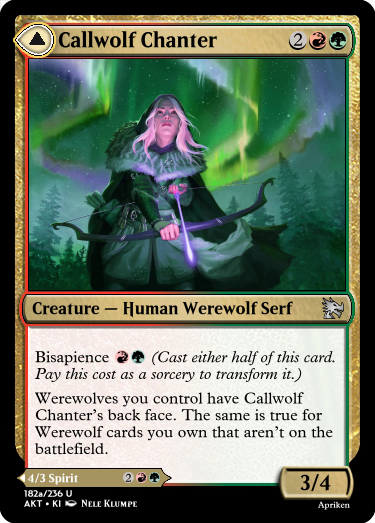 Callwolf Chanter 2
Creature — Human Werewolf Serf
Bisapience (Cast either half of this card.
Pay this cost as a sorcery to transform it.)
Werewolves you control have Callwolf
Chanter's back face. The same is true for
Werewolf cards you own that aren't on the
battlefield.
4/3 Spirit 2
3/4
182a/236 U
AKT • KI Nele Klumpe
Apriken